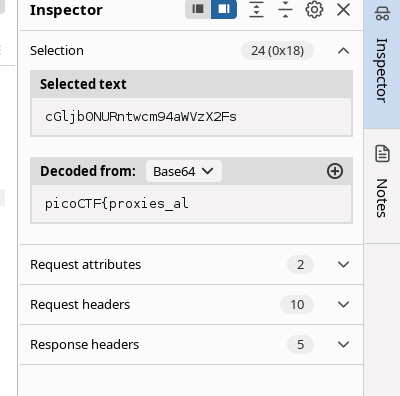 Inspector
Selection 24 (0x18)
Selected text
cGljb0NURntwcm94aWVzX2Fs
Decoded from: Base64
picoCTF{proxies_al
Request attributes 2
Request headers 10
Response headers 5
Inspector
Notes